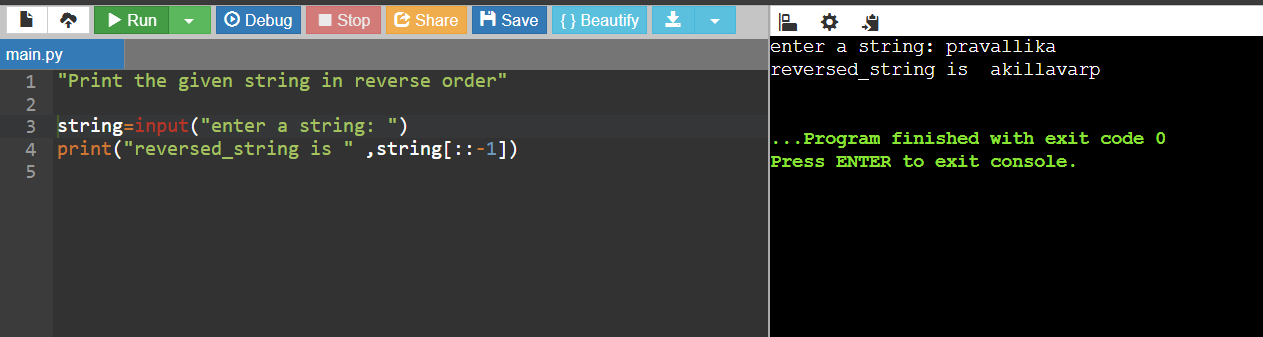 Run Debug Stop Share Save { } Beautify
main.py
1 "Print the given string in reverse order"
2
3 string=input("enter a string: ")
4 print("reversed_string is " ,string[::-1])
5
enter a string: pravallika
reversed_string is  akillavarp
...Program finished with exit code 0
Press ENTER to exit console.